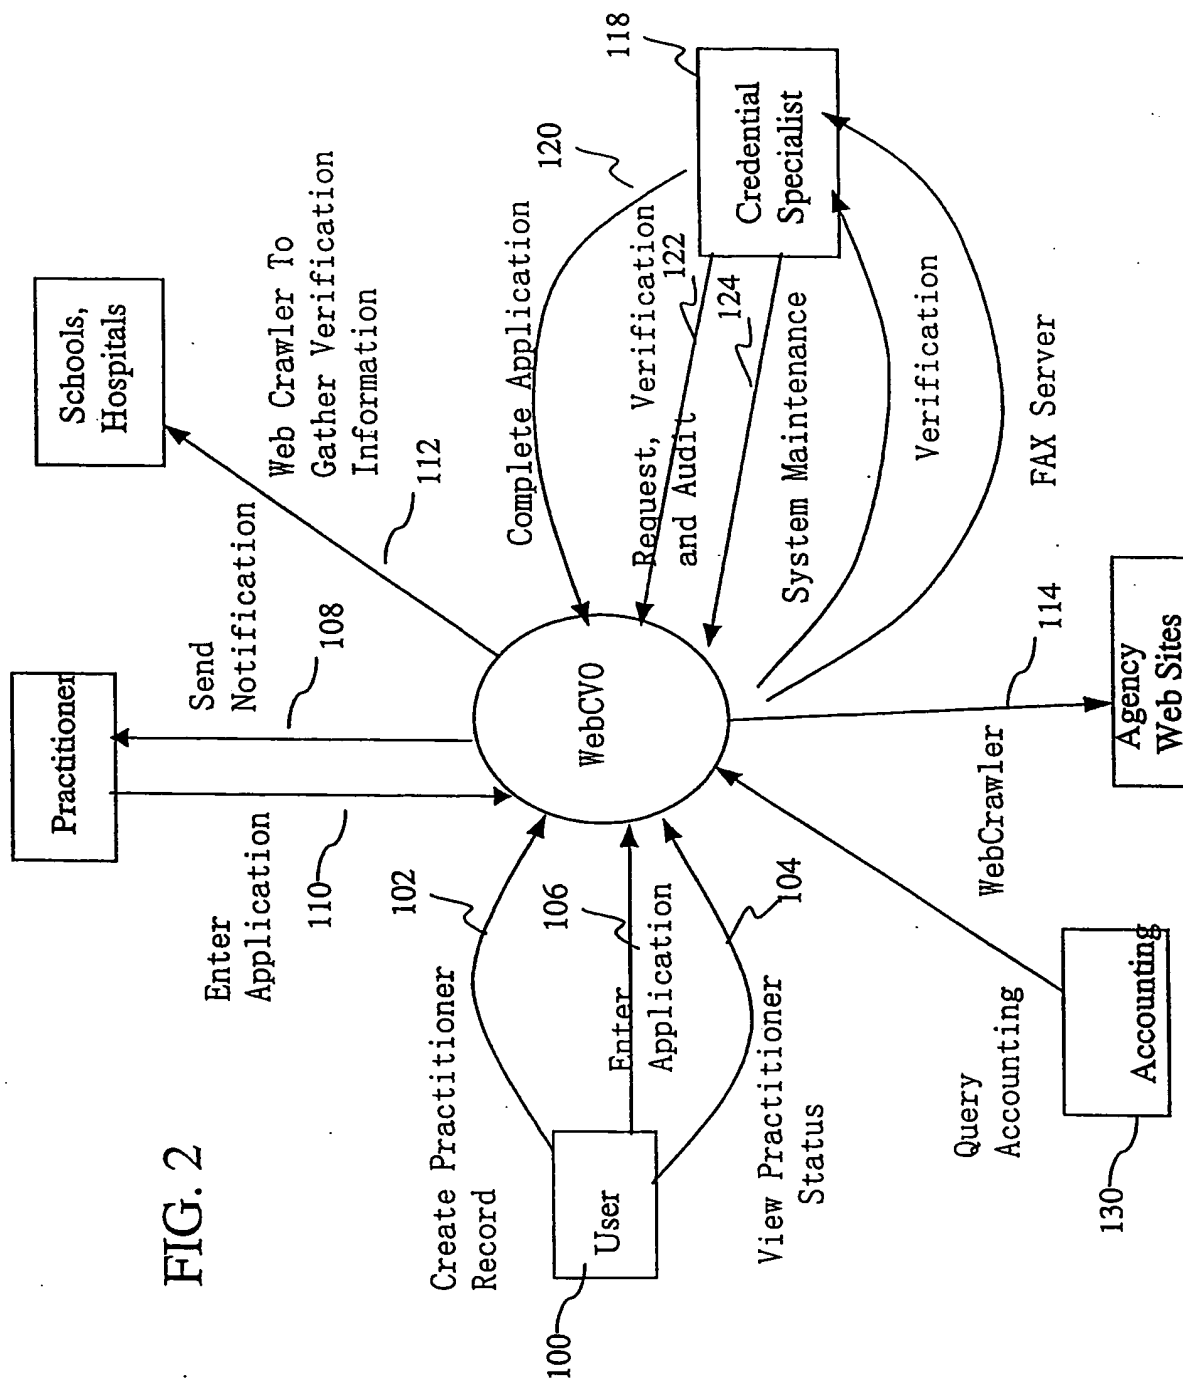 FIG. 2
Practitioner
Schools,
Hospitals
Enter
Application
110
Send
Notification
108
Web Crawler To
Gather Verification
Information
112
Create Practitioner
Record
102
User
100
Enter
Application
106
View Practitioner
Status
104
WebCVO
Complete Application
120
Request, Verification
and Audit
122
124
System Maintenance
Credential
Specialist
118
Verification
FAX Server
Query
Accounting
Accounting
130
WebCrawler
114
Agency
Web Sites